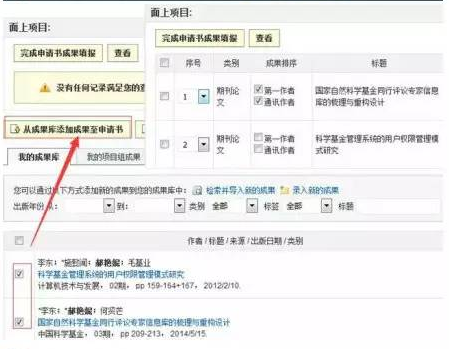 面上项目:
完成申请书成果填报 查看
没有任何记录满足您的查
从成果库添加成果至申请书
我的成果库 我的项目组成果
面上项目:
完成申请书成果填报 查看
序号 类别 成果排序 标题
1 期刊论文 第一作者 通讯作者 国家自然科学基金同行评议专家信息库的梳理与重构设计
2 期刊论文 第一作者 通讯作者 科学基金管理系统的用户权限管理模式研究
您可以通过以下方式添加新的成果到您的成果库中: 检索并导入新的成果 录入新的成果
出版年份 从: 到: 类别 全部 标签 全部 标题
作者 / 标题 / 来源 / 出版日期 / 类别
李东; *施懿闻; 郝艳妮; 毛基业
科学基金管理系统的用户权限管理模式研究
计算机技术与发展, 02期, pp 159-164+167, 2012/2/10.
*李东; *郝艳妮; 何贤芒
国家自然科学基金同行评议专家信息库的梳理与重构设计
中国科学基金, 03期, pp 209-213, 2014/5/15.